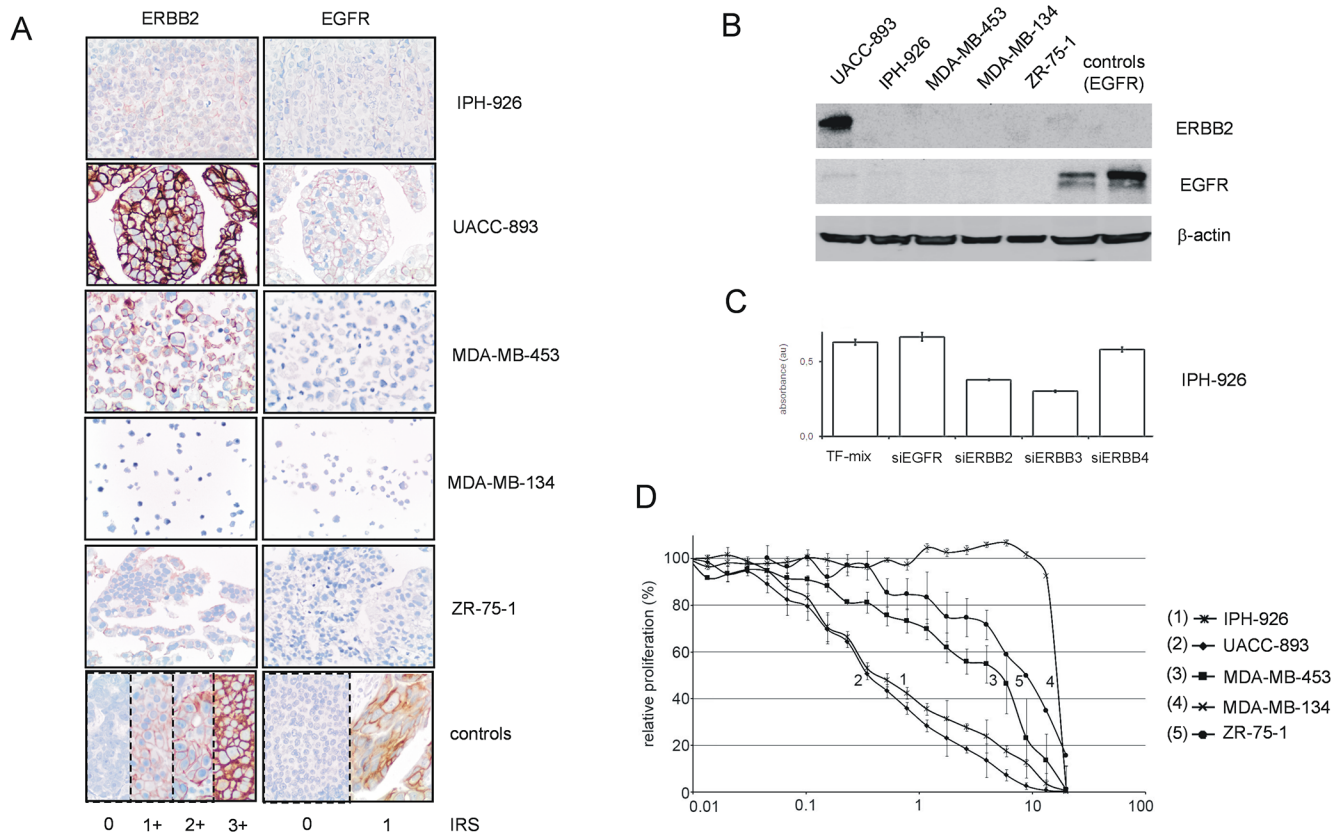 A
ERBB2 EGFR
IPH-926
UACC-893
MDA-MB-453
MDA-MB-134
ZR-75-1
controls
0 1+ 2+ 3+ 0 1 IRS
B
UACC-893 IPH-926 MDA-MB-453 MDA-MB-134 ZR-75-1 controls
(EGFR)
ERBB2
EGFR
β-actin
C
absorbance (au)
0,5
0.0
TF-mix siEGFR siERBB2 siERBB3 siERBB4
IPH-926
D
relative proliferation (%)
100
80
60
40
20
0
0.01 0.1 1 10 100
2 1 3 5 4
(1) IPH-926
(2) UACC-893
(3) MDA-MB-453
(4) MDA-MB-134
(5) ZR-75-1